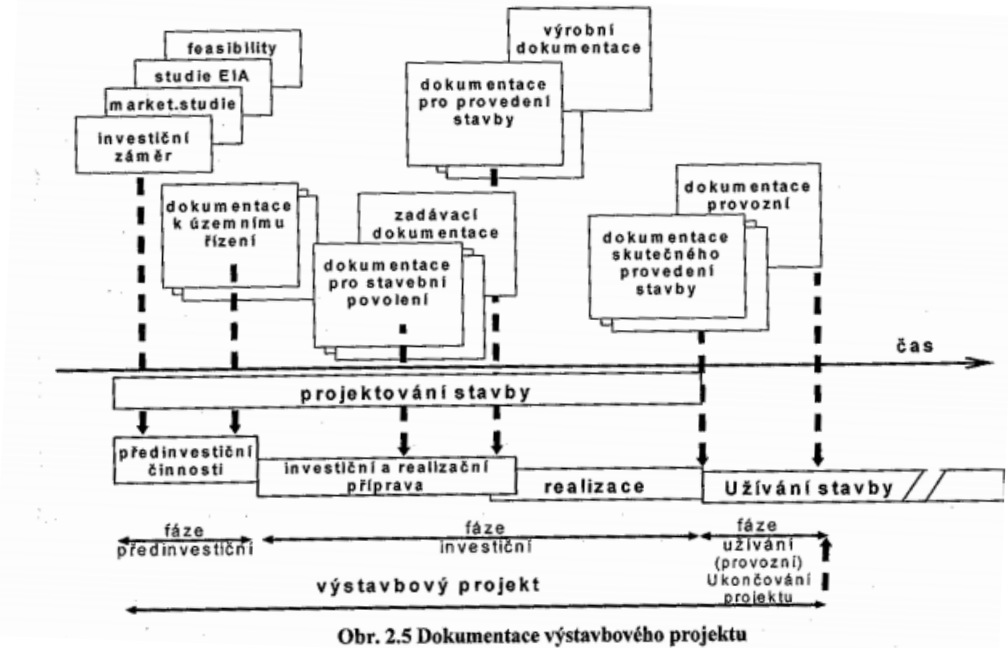 feasibility
studie EIA
market.studie
investiční
záměr
výrobní
dokumentace
dokumentace
pro provedení
stavby
dokumentace
k územnímu
řízení
zadávací
dokumentace
dokumentace
pro stavební
povolení
dokumentace
provozní
dokumentace
skutečného
provedení
stavby
čas
projektování stavby
předinvestiční
činnosti
investiční a realizační
příprava
realizace
Užívání stavby
fáze
předinvestiční
fáze
investiční
fáze
užívání
(provozní)
Ukončování
projektu
výstavbový projekt
Obr. 2.5 Dokumentace výstavbového projektu